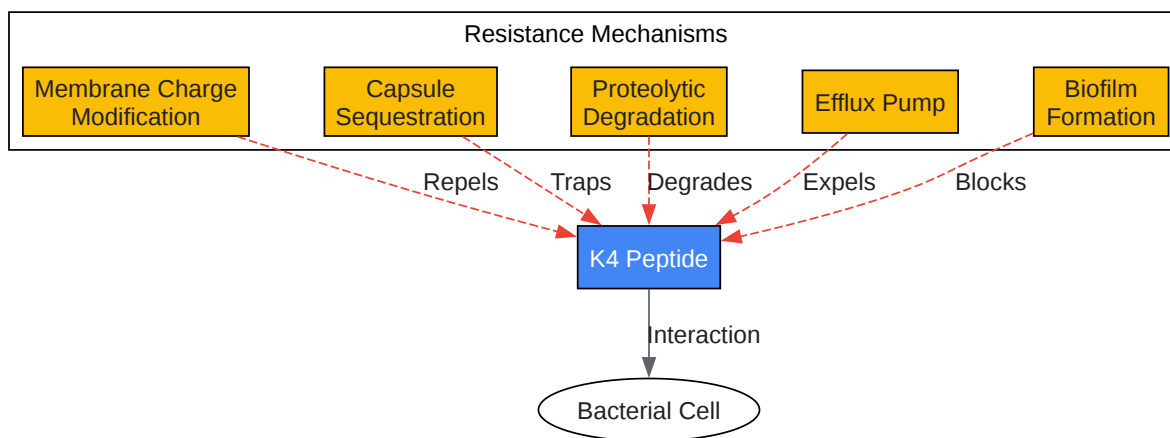 Resistance Mechanisms
Membrane Charge
Modification
Capsule
Sequestration
Proteolytic
Degradation
Efflux Pump
Biofilm
Formation
Repels
Traps
Degrades
Expels
Blocks
K4 Peptide
Interaction
Bacterial Cell